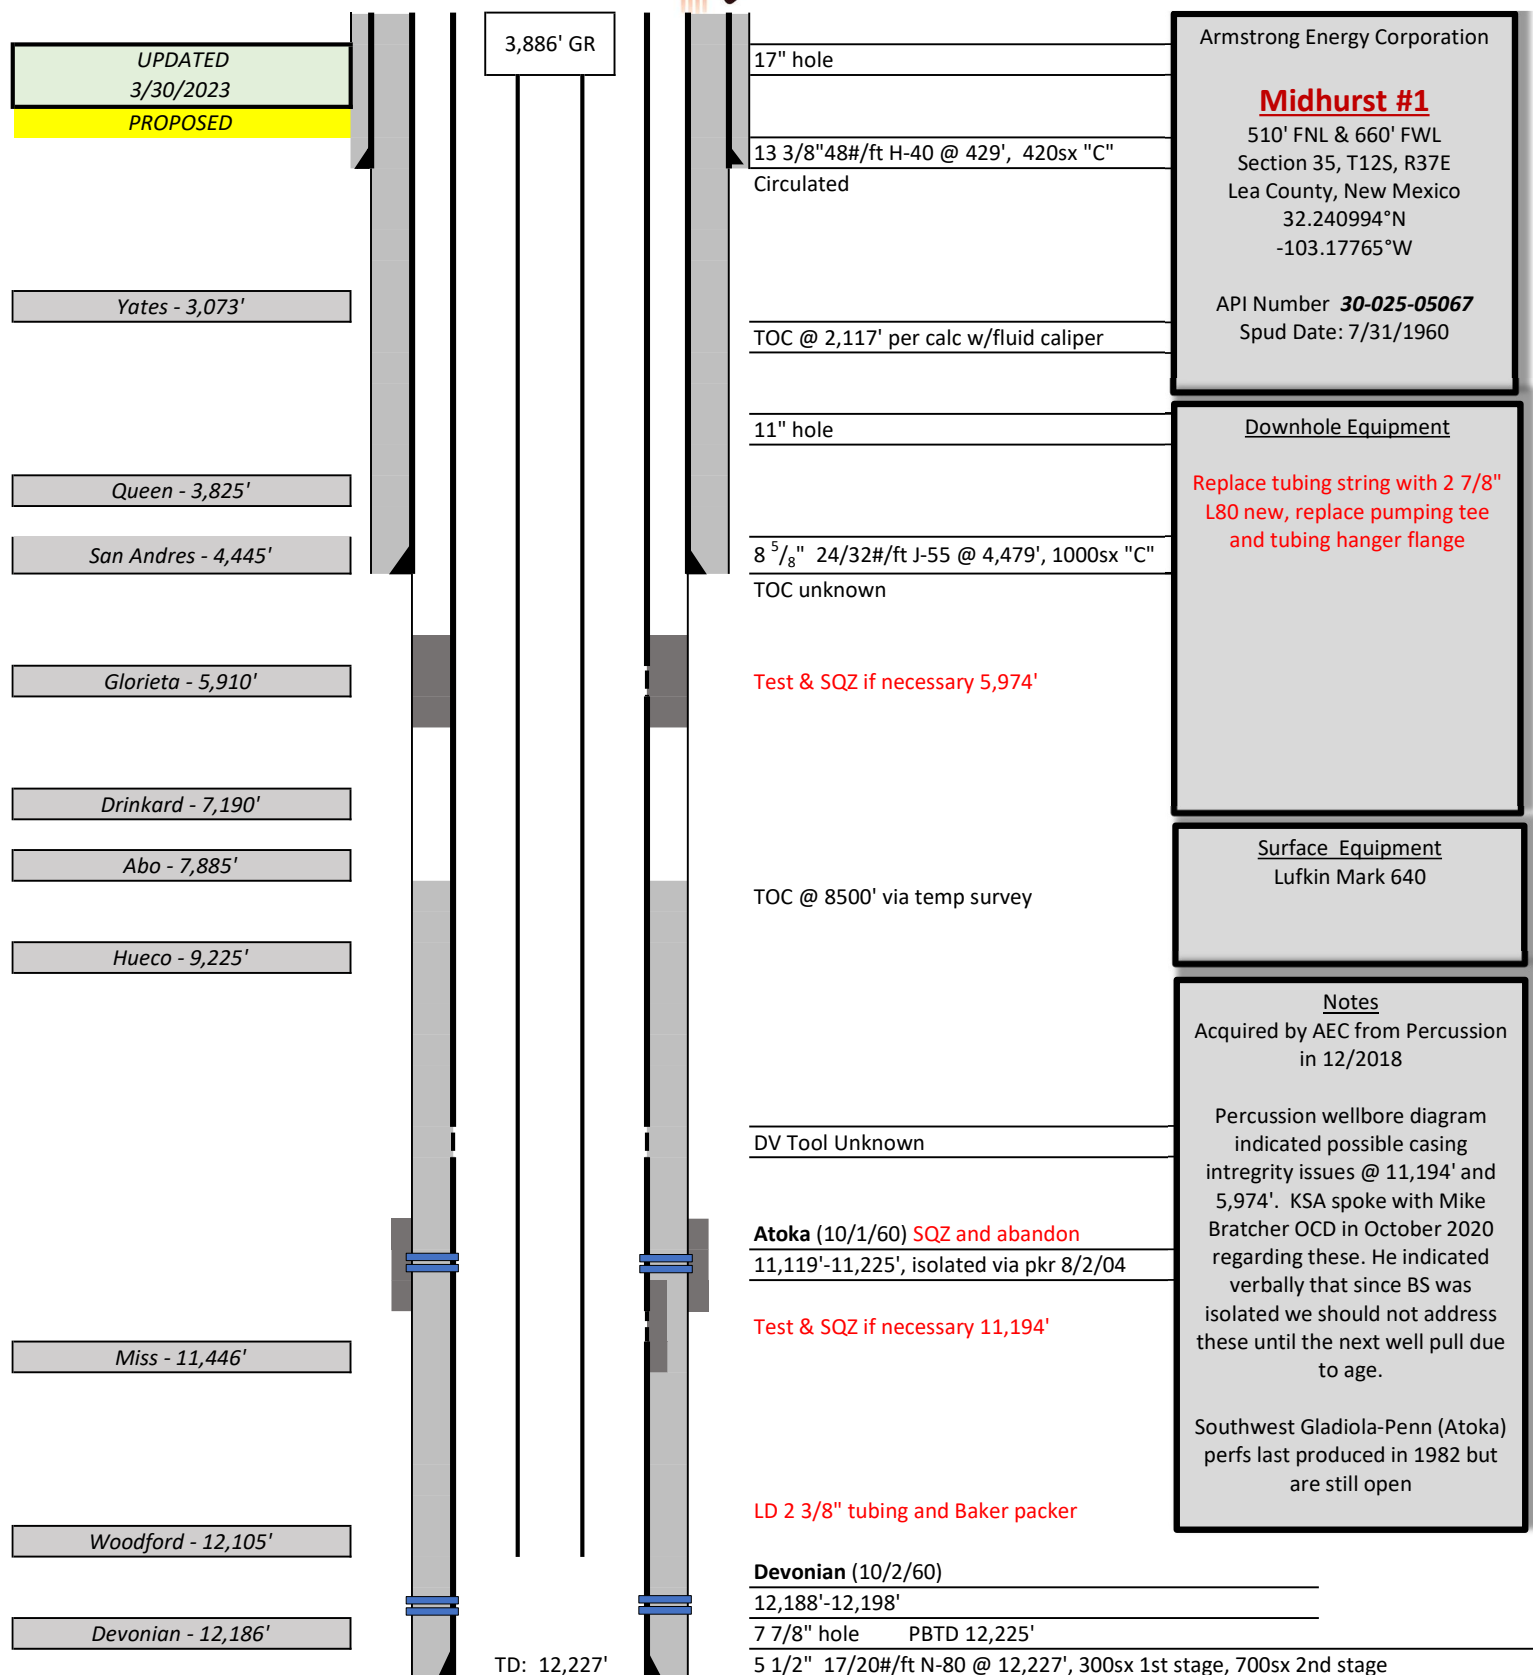 3,886' GR
UPDATED
3/30/2023
PROPOSED
Yates - 3,073'
Queen - 3,825'
San Andres - 4,445'
Glorieta - 5,910'
Drinkard - 7,190'
Abo - 7,885'
Hueco - 9,225'
Miss - 11,446'
Woodford - 12,105'
Devonian - 12,186'
TD: 12,227'
17" hole
13 3/8"48#/ft H-40 @ 429', 420sx "C"
Circulated
TOC @ 2,117' per calc w/fluid caliper
11" hole
8 5/8" 24/32#/ft J-55 @ 4,479', 1000sx "C"
TOC unknown
Test & SQZ if necessary 5,974'
TOC @ 8500' via temp survey
DV Tool Unknown
Atoka (10/1/60) SQZ and abandon
11,119'-11,225', isolated via pkr 8/2/04
Test & SQZ if necessary 11,194'
LD 2 3/8" tubing and Baker packer
Devonian (10/2/60)
12,188'-12,198'
7 7/8" hole PBTD 12,225'
5 1/2" 17/20#/ft N-80 @ 12,227', 300sx 1st stage, 700sx 2nd stage
Armstrong Energy Corporation
Midhurst #1
510' FNL & 660' FWL
Section 35, T12S, R37E
Lea County, New Mexico
32.240994°N
-103.17765°W
API Number 30-025-05067
Spud Date: 7/31/1960
Downhole Equipment
Replace tubing string with 2 7/8"
L80 new, replace pumping tee
and tubing hanger flange
Surface Equipment
Lufkin Mark 640
Notes
Acquired by AEC from Percussion
in 12/2018
Percussion wellbore diagram
indicated possible casing
intregrity issues @ 11,194' and
5,974'. KSA spoke with Mike
Bratcher OCD in October 2020
regarding these. He indicated
verbally that since BS was
isolated we should not address
these until the next well pull due
to age.
Southwest Gladiola-Penn (Atoka)
perfs last produced in 1982 but
are still open